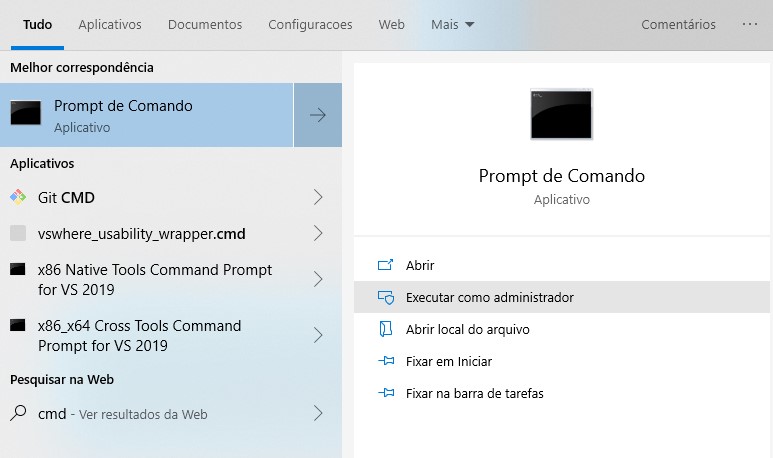 Tudo Aplicativos Documentos Configuracoes Web Mais Comentários ...
Melhor correspondência
Prompt de Comando
Aplicativo
Aplicativos
Git CMD
vswhere_usability_wrapper.cmd
x86 Native Tools Command Prompt
for VS 2019
x86_x64 Cross Tools Command
Prompt for VS 2019
Pesquisar na Web
cmd - Ver resultados da Web
Prompt de Comando
Aplicativo
Abrir
Executar como administrador
Abrir local do arquivo
Fixar em Iniciar
Fixar na barra de tarefas